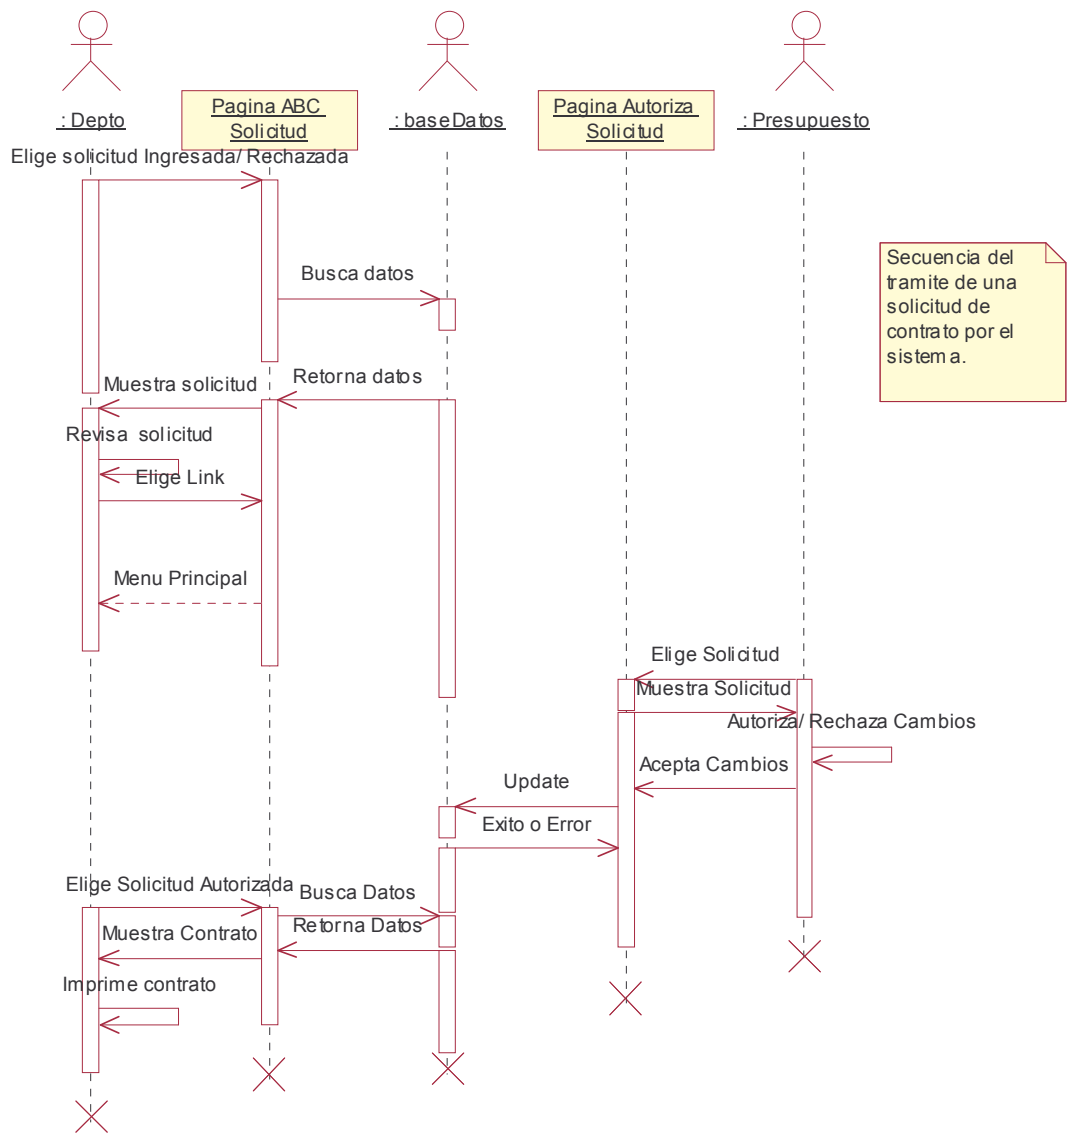 : Depto
Pagina ABC
Solicitud
: baseDatos
Pagina Autoriza
Solicitud
: Presupuesto
Elige solicitud Ingresada/ Rechazada
Secuencia del
tramite de una
solicitud de
contrato por el
sistema.
Busca datos
Retorna datos
Muestra solicitud
Revisa solicitud
Elige Link
Menu Principal
Elige Solicitud
Muestra Solicitud
Autoriza/ Rechaza Cambios
Acepta Cambios
Update
Exito o Error
Elige Solicitud Autorizada
Busca Datos
Retorna Datos
Muestra Contrato
Imprime contrato